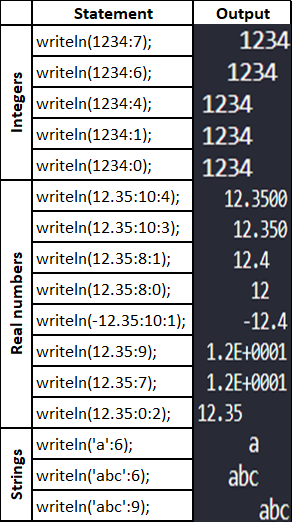 Statement Output
Integers
writeln(1234:7); 1234
writeln(1234:6); 1234
writeln(1234:4); 1234
writeln(1234:1); 1234
writeln(1234:0); 1234
Real numbers
writeln(12.35:10:4); 12.3500
writeln(12.35:10:3); 12.350
writeln(12.35:8:1); 12.4
writeln(12.35:8:0); 12
writeln(-12.35:10:1); -12.4
writeln(12.35:9); 1.2E+0001
writeln(12.35:7); 1.2E+0001
writeln(12.35:0:2); 12.35
Strings
writeln('a':6); a
writeln('abc':6); abc
writeln('abc':9); abc